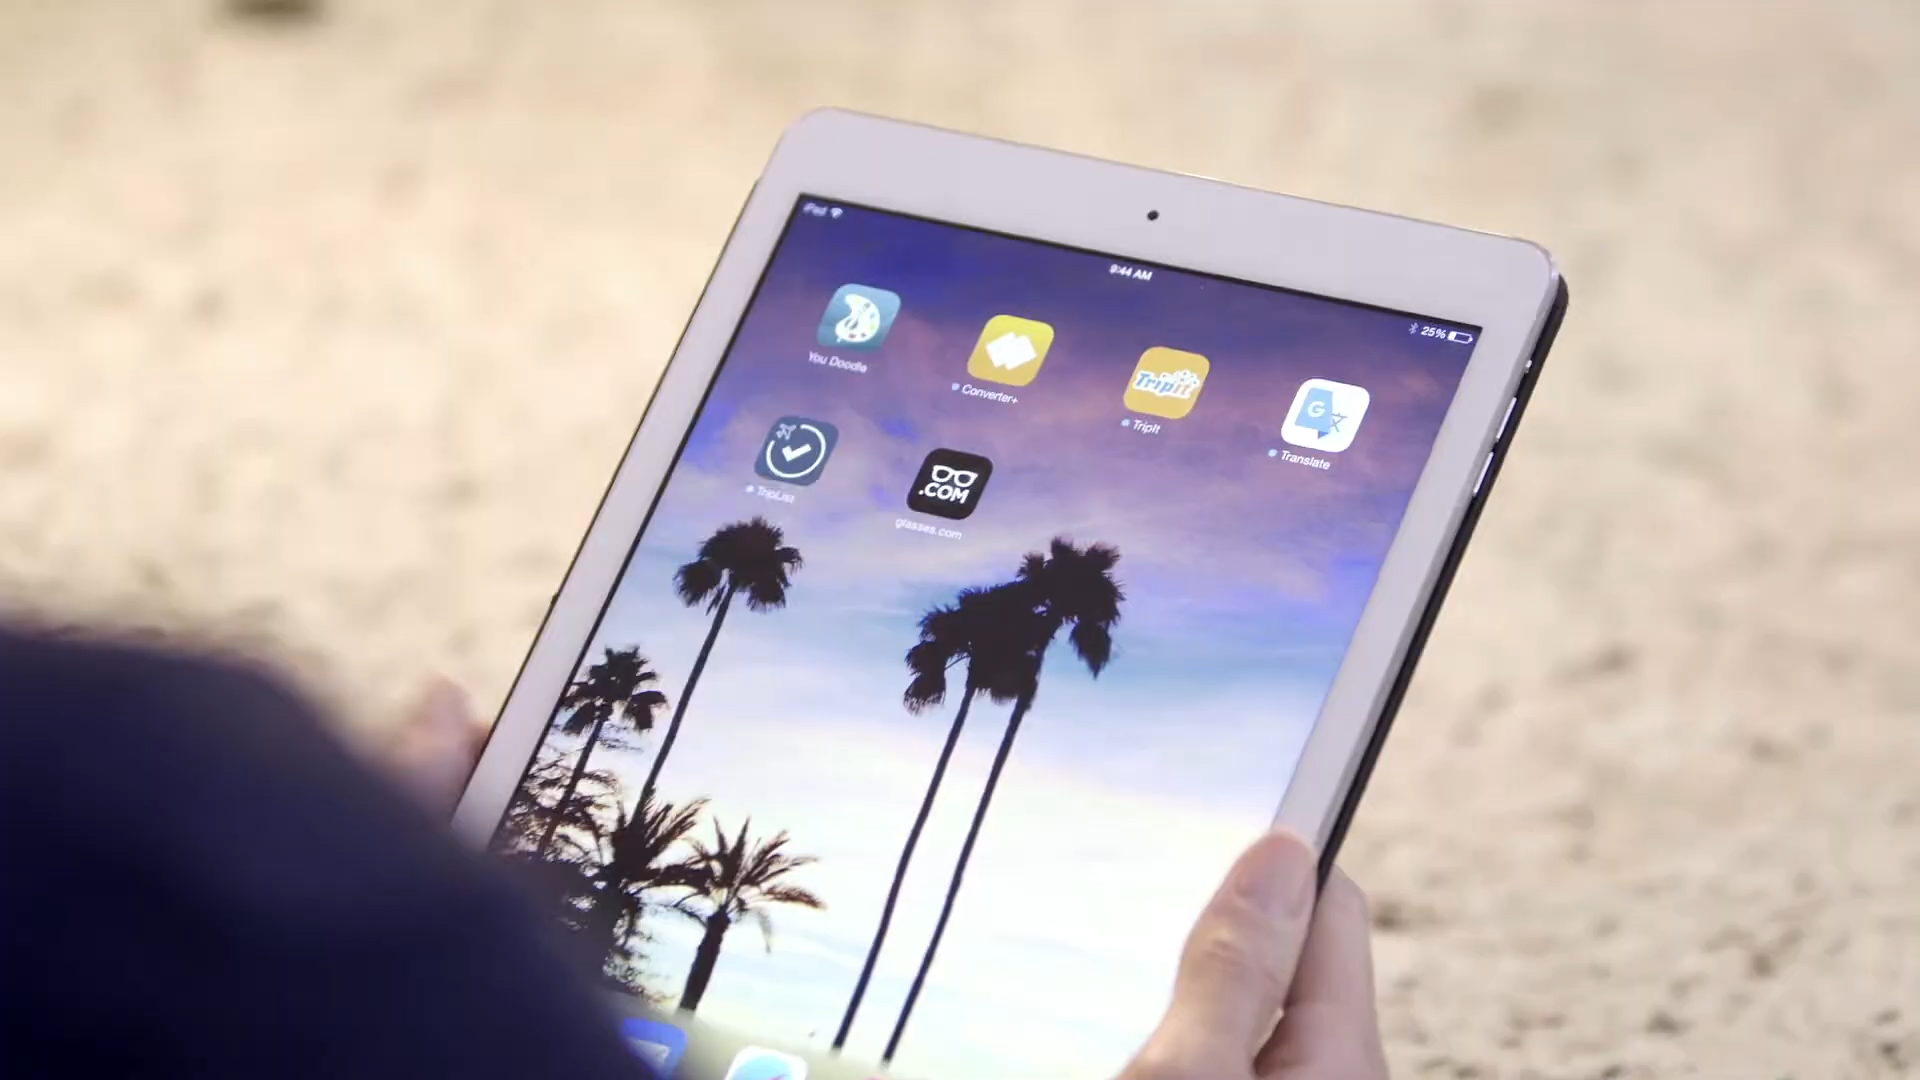 iPad
9:44 AM
25%
You Doodle
Converter+
TripIt
TripIt
G
Translate
TripList
.COM
glasses.com